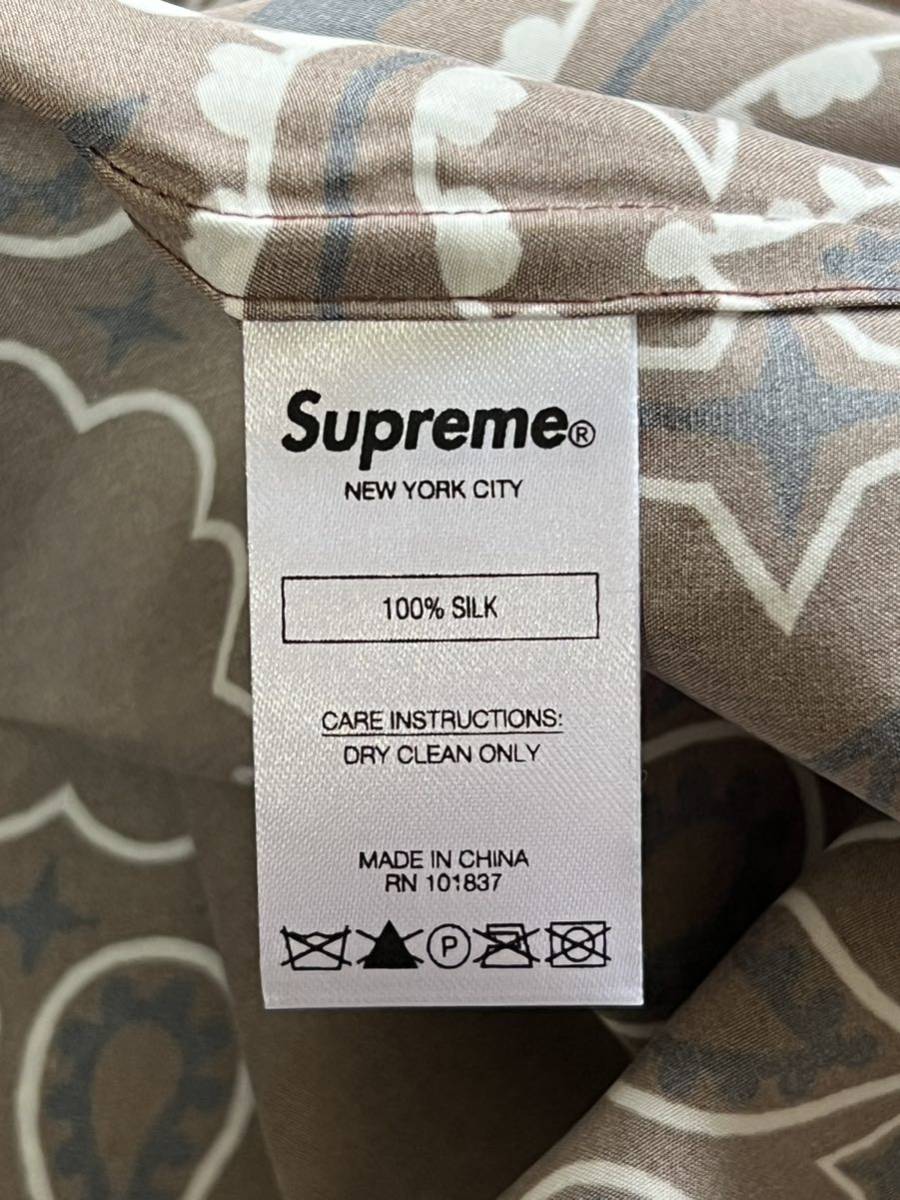 Supreme®
NEW YORK CITY
100% SILK
CARE INSTRUCTIONS:
DRY CLEAN ONLY
MADE IN CHINA
RN 101837
P